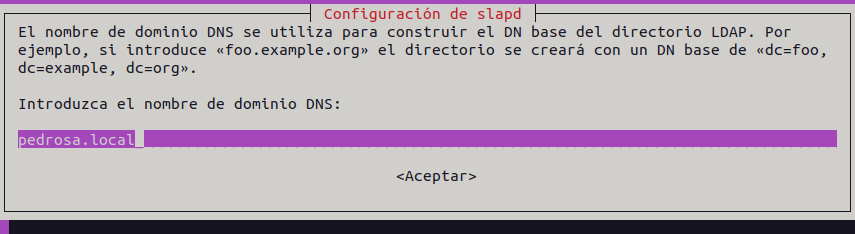 Configuración de slapd
El nombre de dominio DNS se utiliza para construir el DN base del directorio LDAP. Por
ejemplo, si introduce «foo.example.org» el directorio se creará con un DN base de «dc=foo,
dc=example, dc=org».
Introduzca el nombre de dominio DNS:
pedrosa.local
<Aceptar>